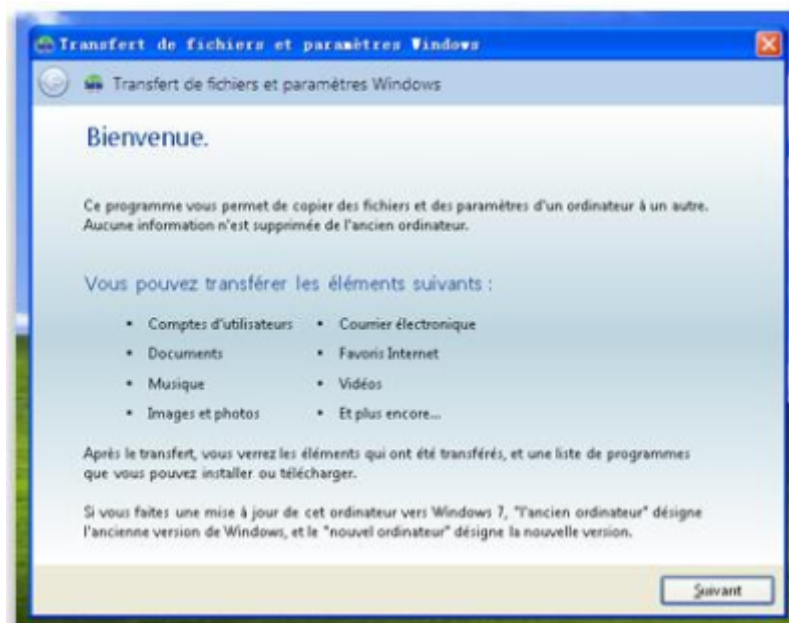 Transfert de fichiers et paramètres Windows
Transfert de fichiers et paramètres Windows
Bienvenue.
Ce programme vous permet de copier des fichiers et des paramètres d'un ordinateur à un autre.
Aucune information n'est supprimée de l'ancien ordinateur.
Vous pouvez transférer les éléments suivants :
• Comptes d'utilisateurs • Courrier électronique
• Documents • Favoris Internet
• Musique • Vidéos
• Images et photos • Et plus encore...
Après le transfert, vous verrez les éléments qui ont été transférés, et une liste de programmes
que vous pouvez installer ou télécharger.
Si vous faites une mise à jour de cet ordinateur vers Windows 7, "l'ancien ordinateur" désigne
l'ancienne version de Windows, et le "nouvel ordinateur" désigne la nouvelle version.
Suivant